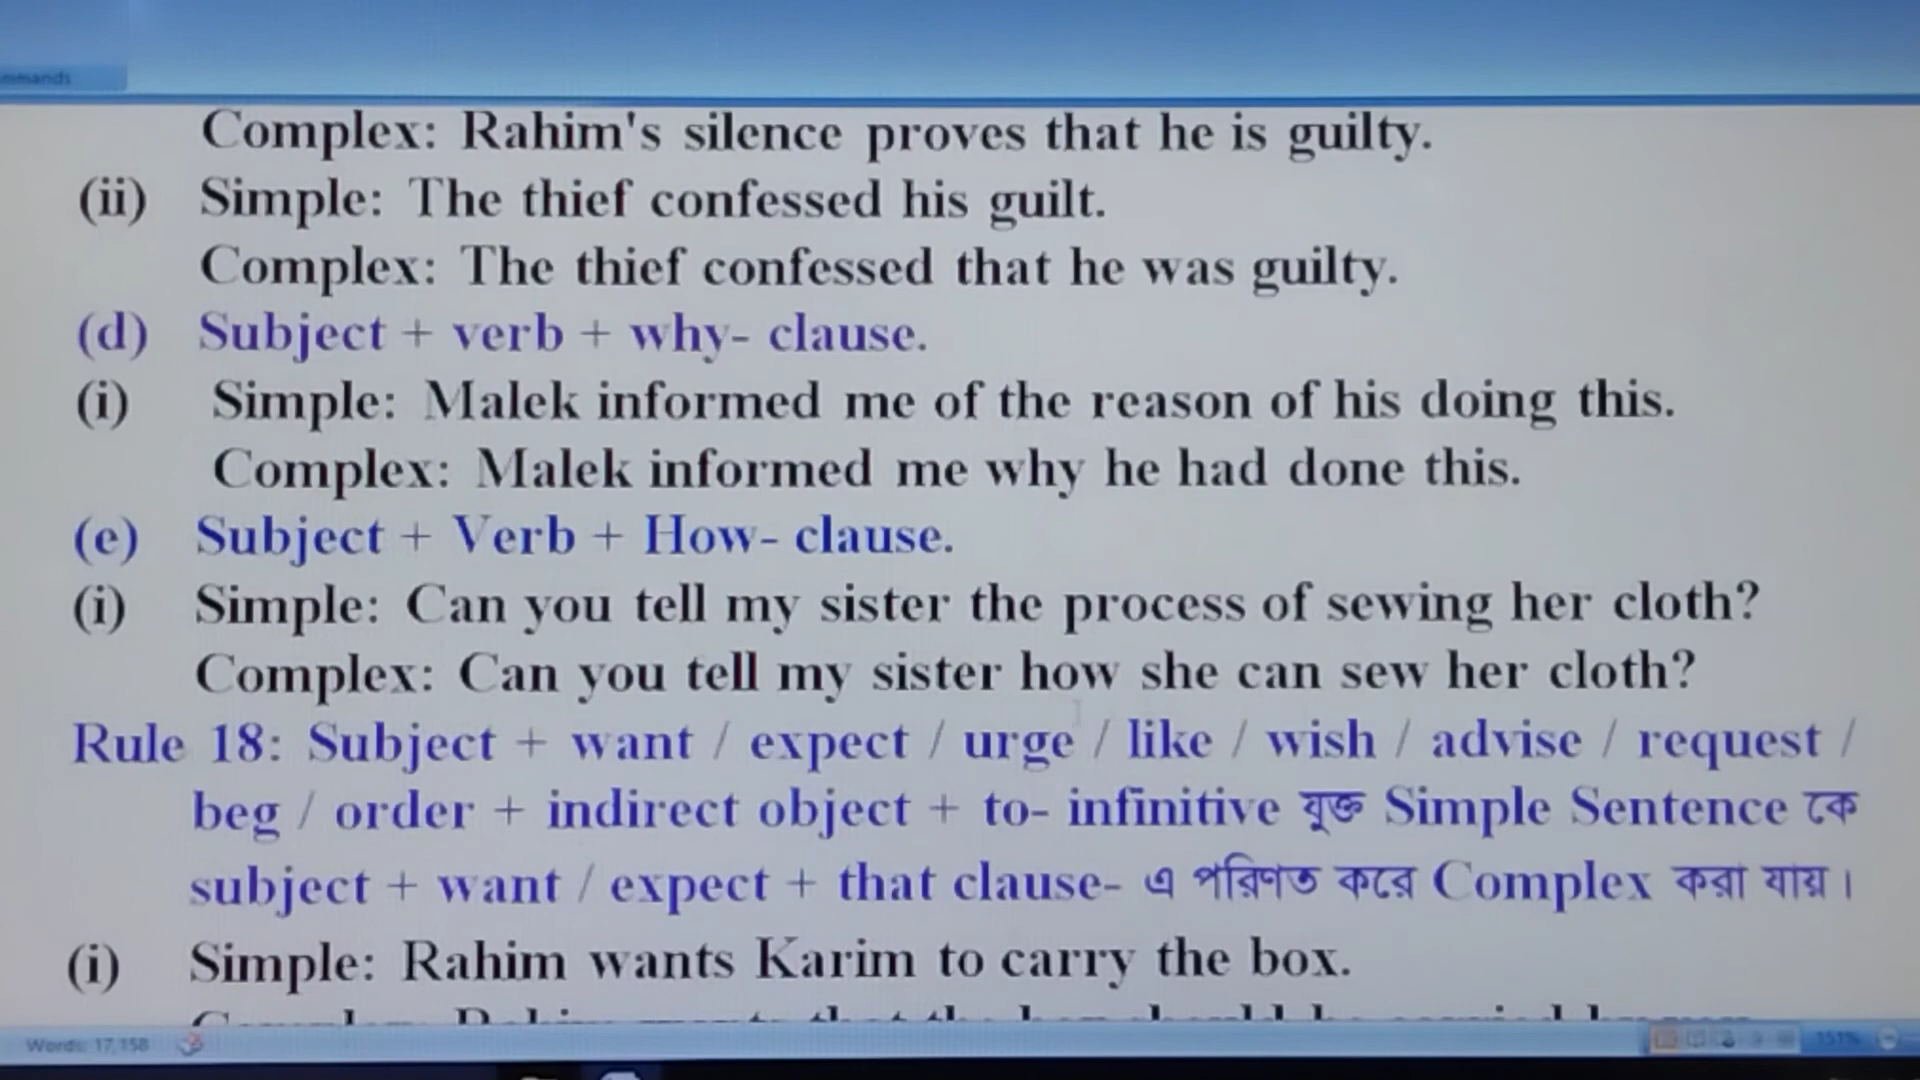 mmands
Complex: Rahim's silence proves that he is guilty.
(ii) Simple: The thief confessed his guilt.
Complex: The thief confessed that he was guilty.
(d) Subject + verb + why- clause.
(i) Simple: Malek informed me of the reason of his doing this.
Complex: Malek informed me why he had done this.
(e) Subject + Verb + How- clause.
(i) Simple: Can you tell my sister the process of sewing her cloth?
Complex: Can you tell my sister how she can sew her cloth?
Rule 18: Subject + want / expect / urge / like / wish / advise / request /
beg / order + indirect object + to- infinitive যুক্ত Simple Sentence কে
subject + want / expect + that clause- এ পরিণত করে Complex করা যায়।
(i) Simple: Rahim wants Karim to carry the box.
Words: 17,158 151%